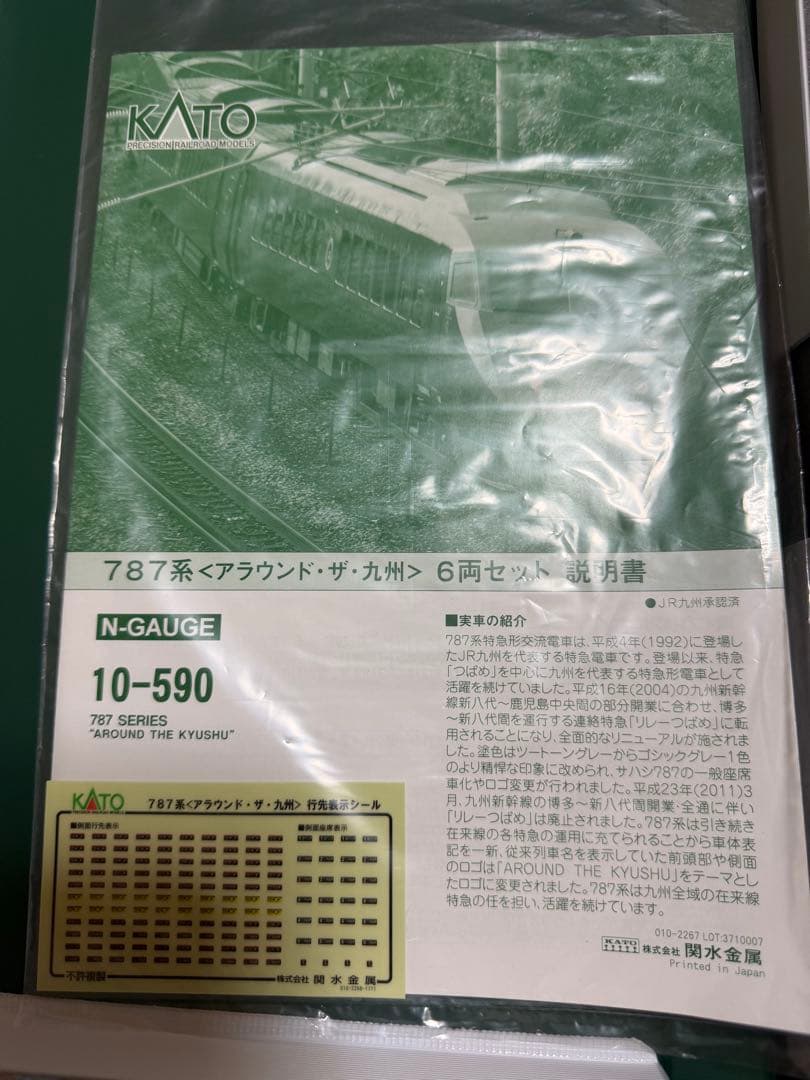 KATO
PRECISION RAILROAD MODELS
787系<アラウンド・ザ・九州> 6両セット 説明書
●JR九州承認済
N-GAUGE
10-590
787 SERIES
"AROUND THE KYUSHU"
■実車の紹介
787系特急形交流電車は、平成4年(1992)に登場し
たJR九州を代表する特急電車です。登場以来、特急
「つばめ」を中心に九州を代表する特急形電車として
活躍を続けていました。平成16年(2004)の九州新幹
線新八代~鹿児島中央間の部分開業に合わせ、博多
~新八代間を運行する連絡特急「リレーつばめ」に転
用されることになり、全面的なリニューアルが施されま
した。塗色はツートーングレーからゴシックグレー1色
のより精悍な印象に改められ、サハシ787の一般座席
車化やロゴ変更が行われました。平成23年(2011)3
月、九州新幹線の博多~新八代間開業・全通に伴い
「リレーつばめ」は廃止されました。787系は引き続き
在来線の各特急の運用に充てられることから車体表
記を一新、従来列車名を表示していた前頭部や側面
のロゴは「AROUND THE KYUSHU」をテーマとし
たロゴに変更されました。787系は九州全域の在来線
特急の任を担い、活躍を続けています。
010-2267 LOT:3710007
KATO 株式会社 関水金属
Printed in Japan
KATO
PRECISION RAILROAD MODELS
787系<アラウンド・ザ・九州> 行先表示シール
■側面行先表示
■側面座席表示
不許複製
株式会社 関水金属